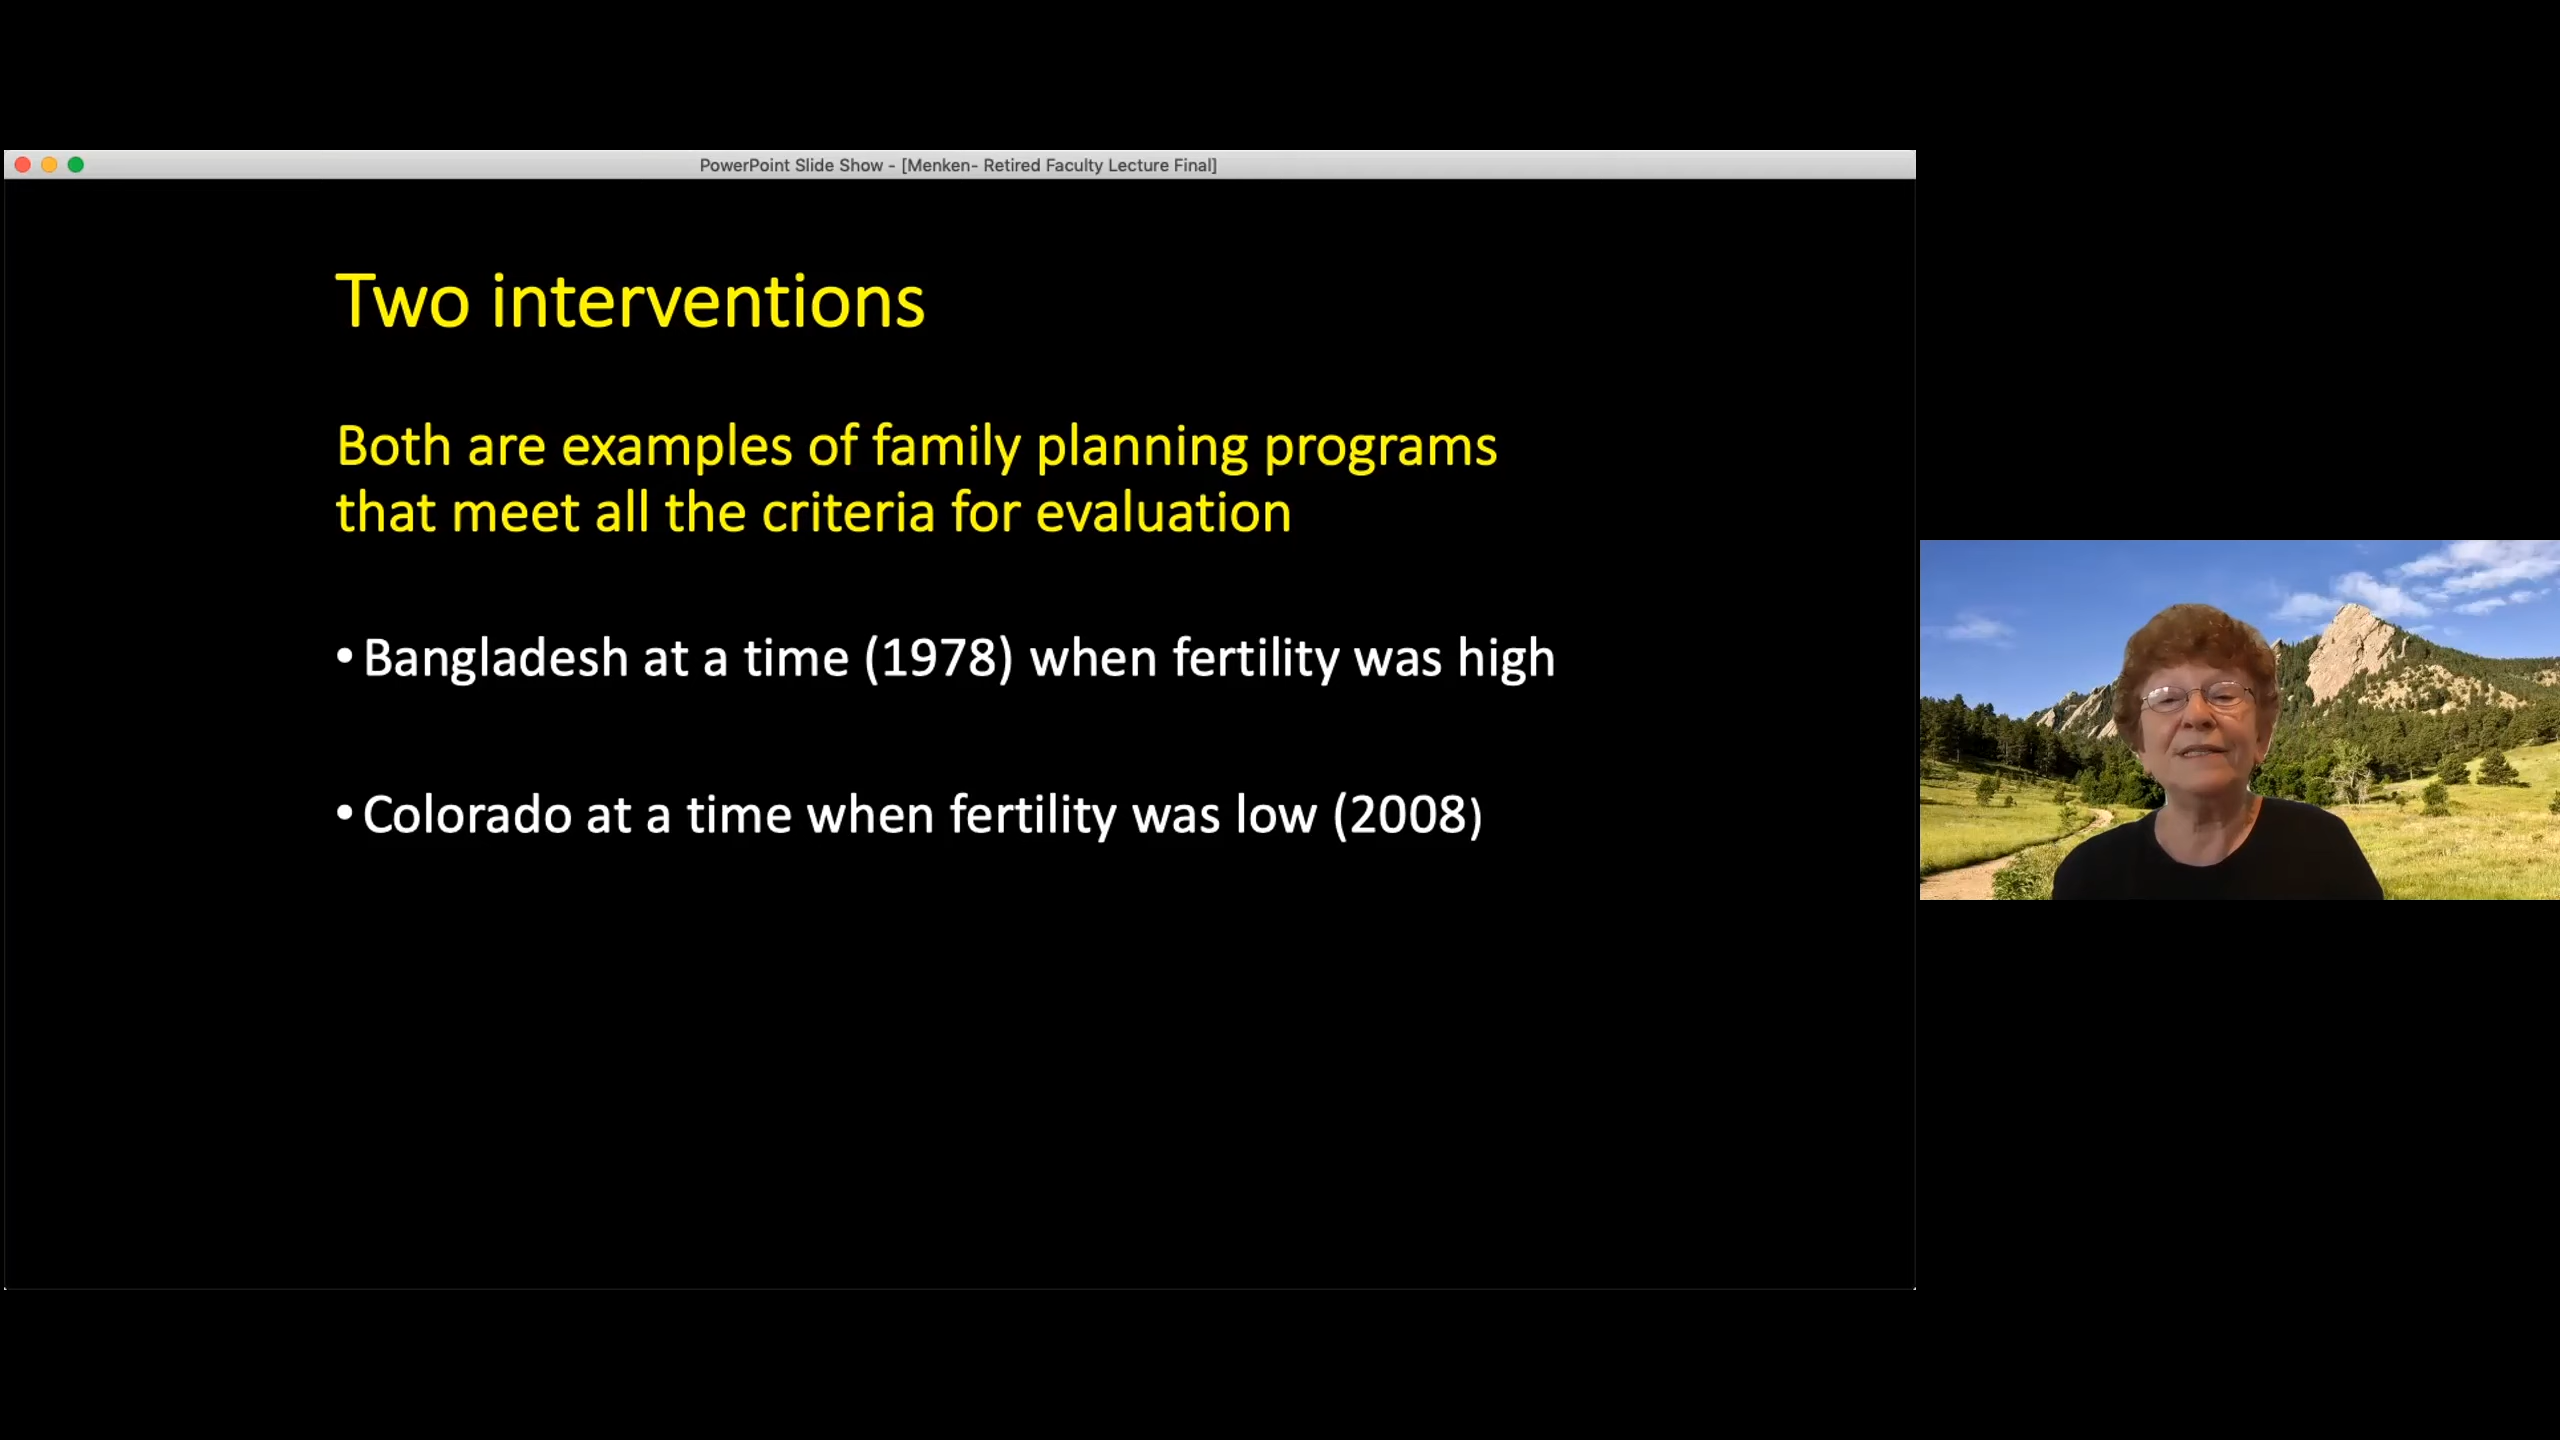 PowerPoint Slide Show - [Menken- Retired Faculty Lecture Final]
Two interventions
Both are examples of family planning programs
that meet all the criteria for evaluation
• Bangladesh at a time (1978) when fertility was high
• Colorado at a time when fertility was low (2008)